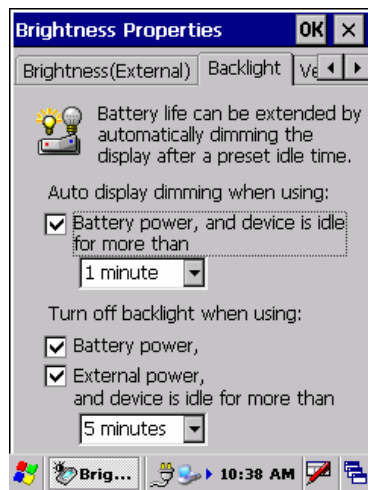 Brightness Properties OK ×
Brightness(External) Backlight Ve
Battery life can be extended by
automatically dimming the
display after a preset idle time.
Auto display dimming when using:
Battery power, and device is idle
for more than
1 minute
Turn off backlight when using:
Battery power,
External power,
and device is idle for more than
5 minutes
Brig... 10:38 AM